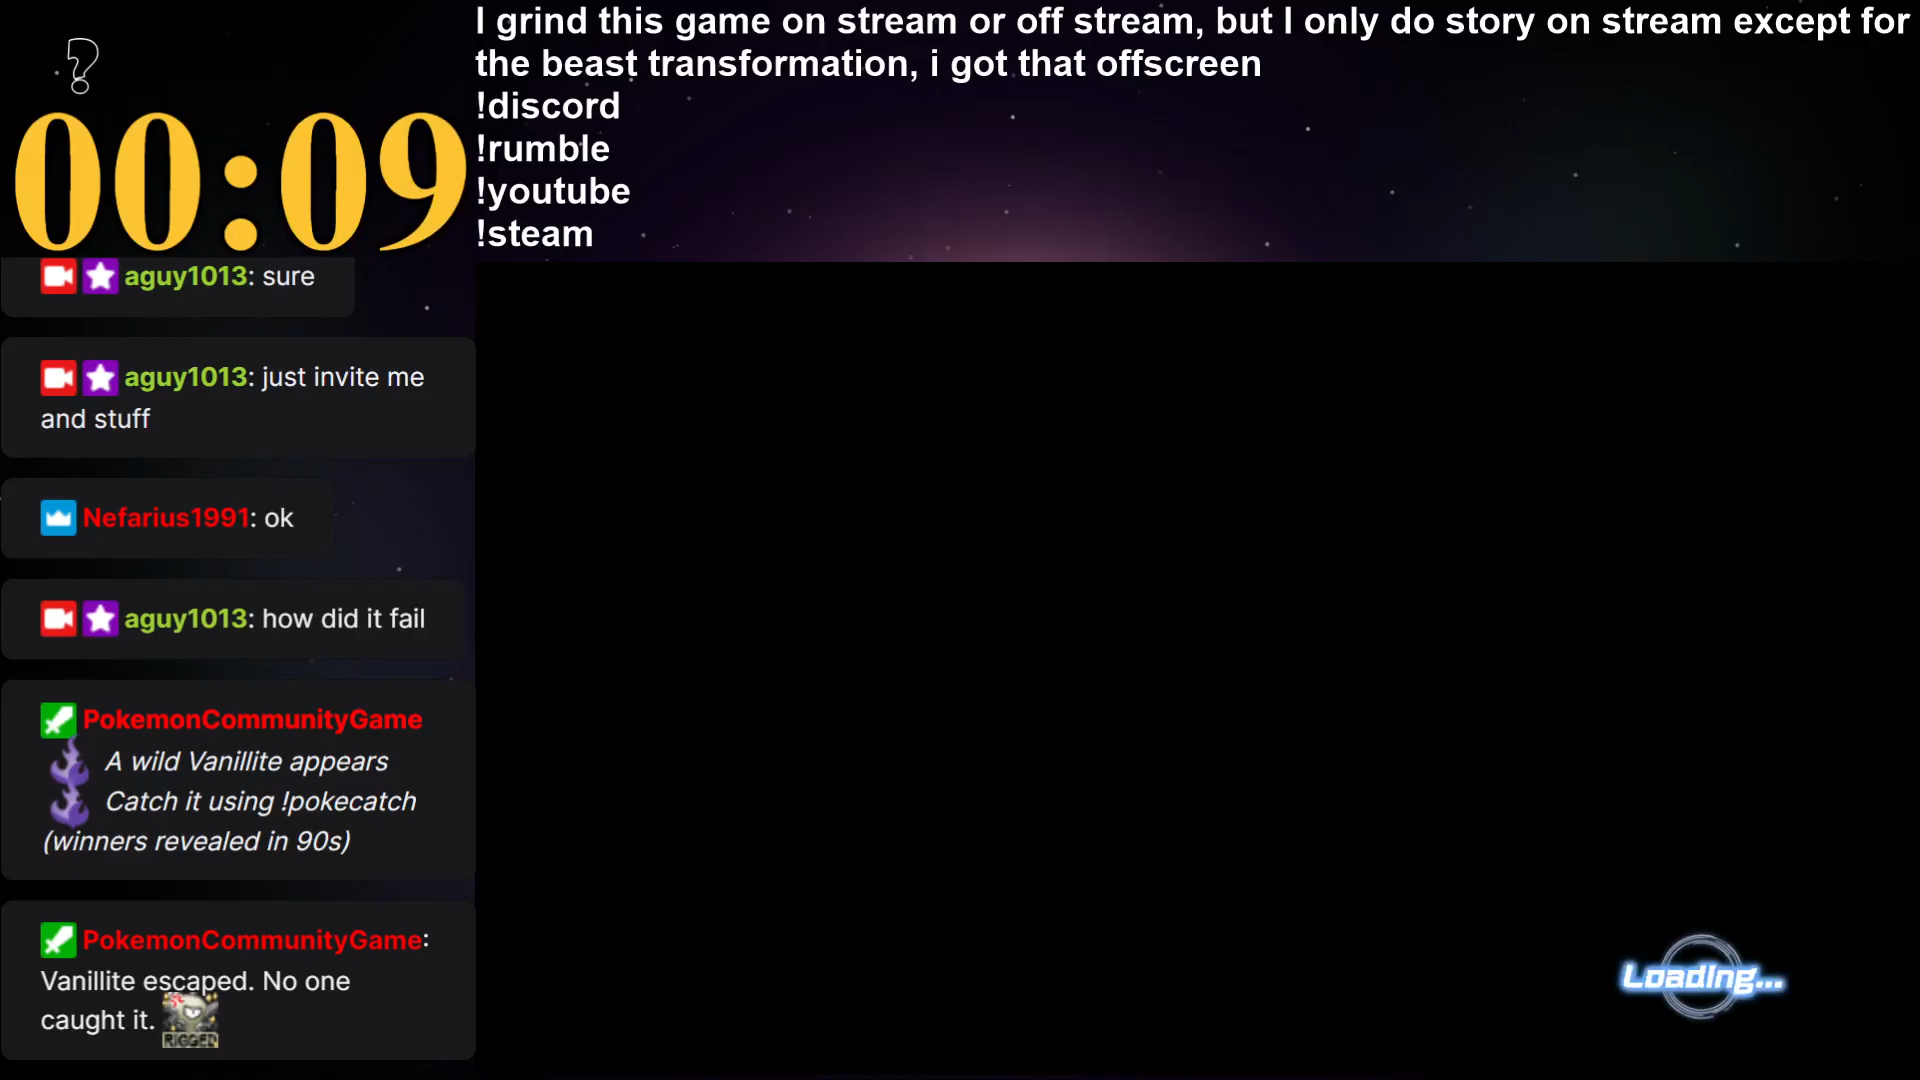 I grind this game on stream or off stream, but I only do story on stream except for
the beast transformation, i got that offscreen
!discord
!rumble
!youtube
!steam
?
00:09
aguy1013: sure
aguy1013: just invite me
and stuff
Nefarius1991: ok
aguy1013: how did it fail
PokemonCommunityGame
A wild Vanillite appears
Catch it using !pokecatch
(winners revealed in 90s)
PokemonCommunityGame:
Vanillite escaped. No one
caught it.
RIGGED
Loading...